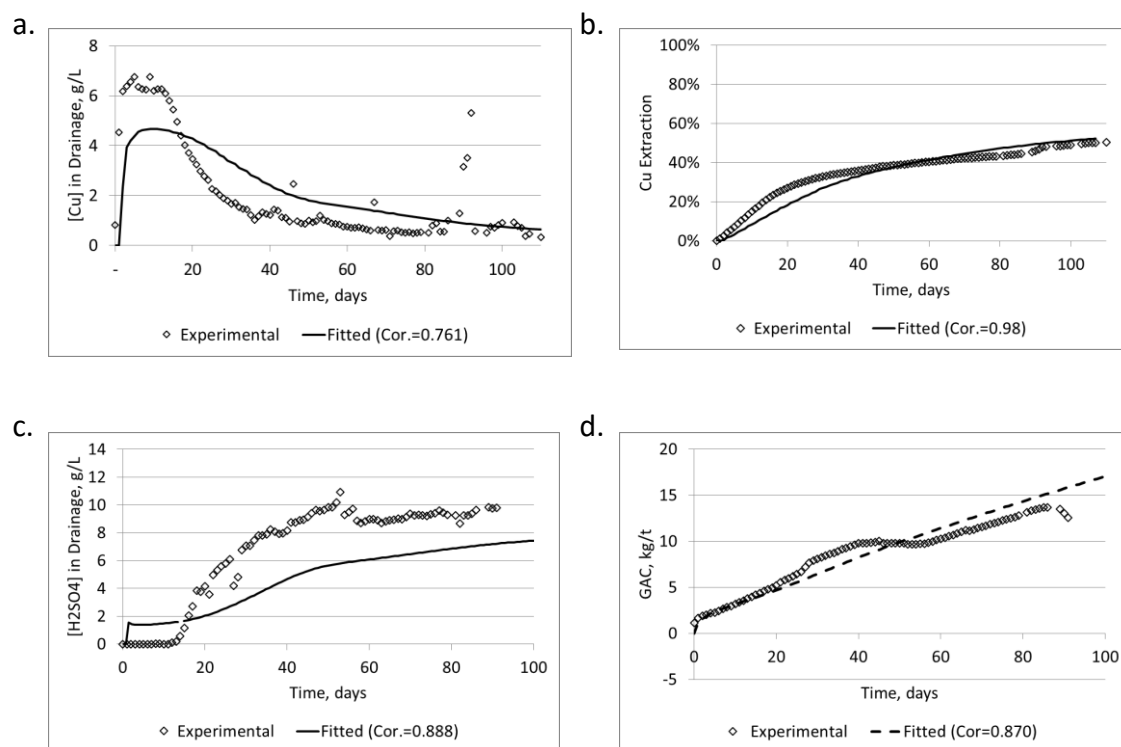 a.
[Cu] in Drainage, g/L
8
6
4
2
0
- 20 40 60 80 100
Time, days
Experimental Fitted (Cor.=0.761)
b.
Cu Extraction
100%
80%
60%
40%
20%
0%
0 20 40 60 80 100
Time, days
Experimental Fitted (Cor.=0.98)
c.
[H2SO4] in Drainage, g/L
14
12
10
8
6
4
2
0
0 20 40 60 80 100
Time, days
Experimental Fitted (Cor.=0.888)
d.
GAC, kg/t
20
15
10
5
0
-5
0 20 40 60 80 100
Time, days
Experimental Fitted (Cor=0.870)